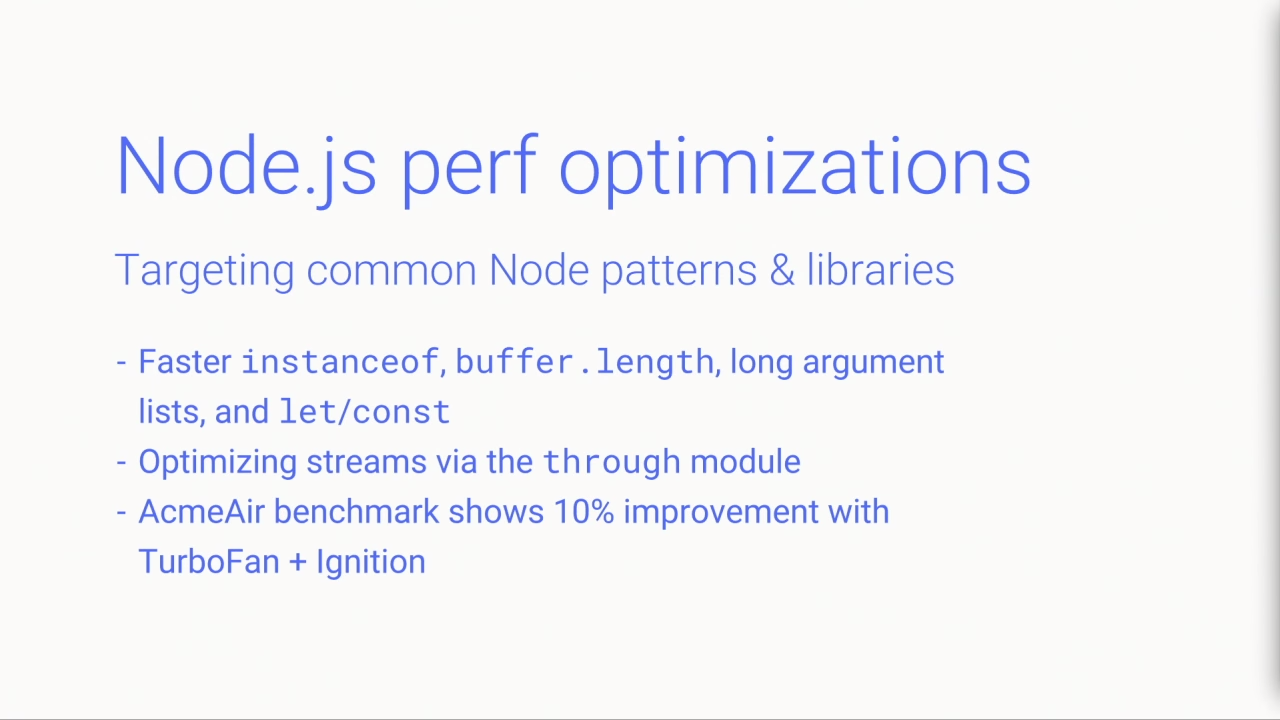 Node.js perf optimizations
Targeting common Node patterns & libraries
- Faster instanceof, buffer.length, long argument
lists, and let/const
- Optimizing streams via the through module
- AcmeAir benchmark shows 10% improvement with
TurboFan + Ignition